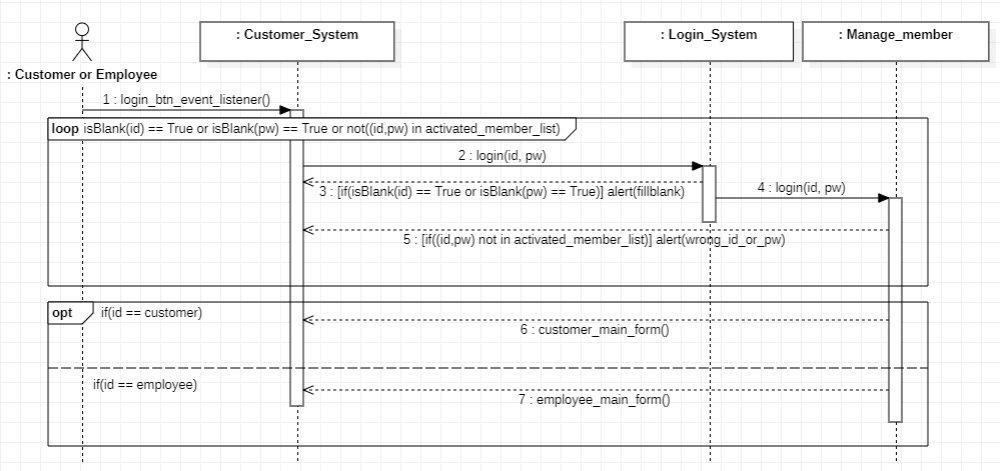 : Customer_System
: Login_System
: Manage_member
: Customer or Employee
1 : login_btn_event_listener()
loop isBlank(id) == True or isBlank(pw) == True or not((id,pw) in activated_member_list)
2 : login(id, pw)
3 : [if(isBlank(id) == True or isBlank(pw) == True)] alert(fillblank)
4 : login(id, pw)
5 : [if((id,pw) not in activated_member_list)] alert(wrong_id_or_pw)
opt if(id == customer)
6 : customer_main_form()
if(id == employee)
7 : employee_main_form()